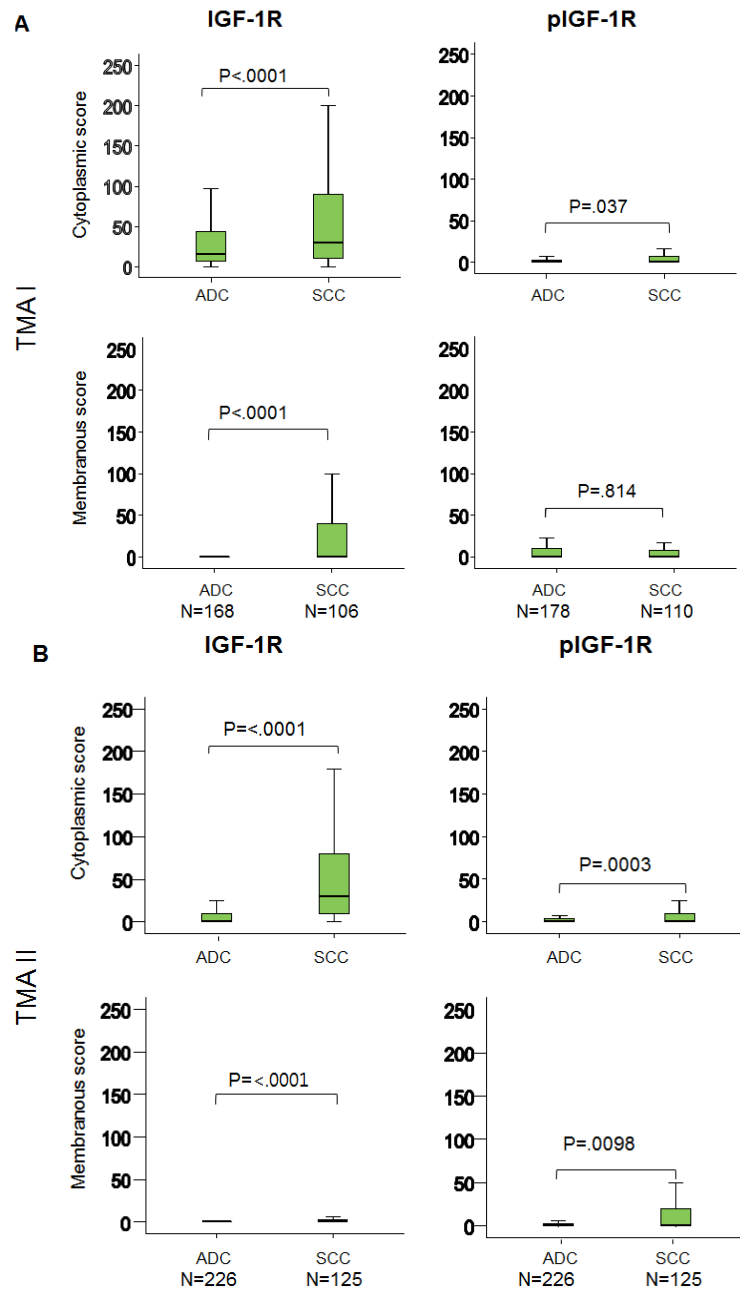 A
IGF-1R
pIGF-1R
TMA I
Cytoplasmic score
250
200
150
100
50
0
P<.0001
ADC
SCC
250
200
150
100
50
0
P=.037
ADC
SCC
Membranous score
250
200
150
100
50
0
P<.0001
ADC
SCC
N=168
N=106
250
200
150
100
50
0
P=.814
ADC
SCC
N=178
N=110
B
IGF-1R
pIGF-1R
TMA II
Cytoplasmic score
250
200
150
100
50
0
P=<.0001
ADC
SCC
250
200
150
100
50
0
P=.0003
ADC
SCC
Membranous score
250
200
150
100
50
0
P=<.0001
ADC
SCC
N=226
N=125
250
200
150
100
50
0
P=.0098
ADC
SCC
N=226
N=125